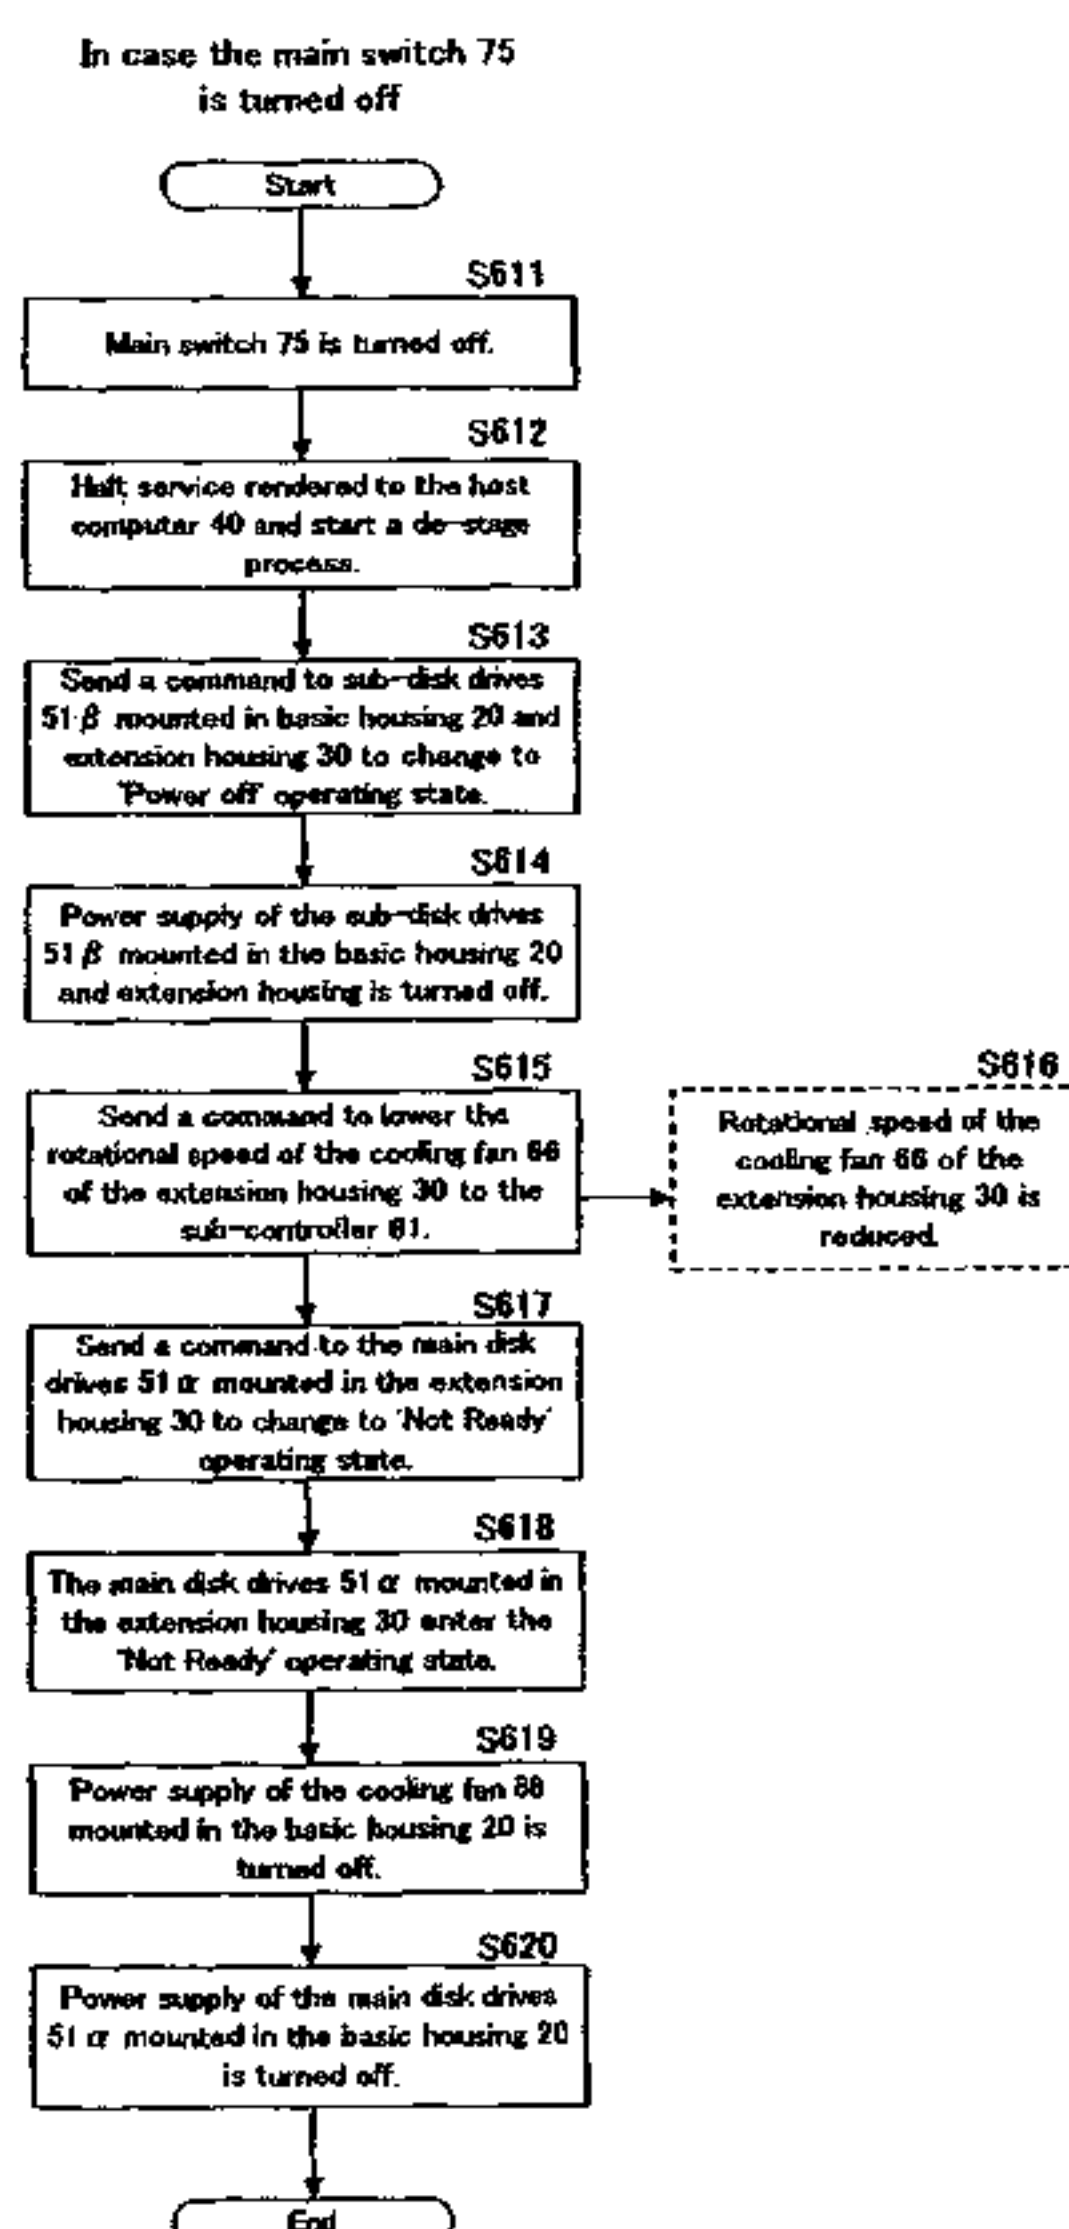 In case the main switch 75
is turned off
Start
S611
Main switch 75 is turned off.
S612
Halt service rendered to the host
computer 40 and start a de-stage
process.
S613
Send a command to sub-disk drives
51β mounted in basic housing 20 and
extension housing 30 to change to
'Power off' operating state.
S614
Power supply of the sub-disk drives
51β mounted in the basic housing 20
and extension housing is turned off.
S615
Send a command to lower the
rotational speed of the cooling fan 66
of the extension housing 30 to the
sub-controller 61.
S616
Rotational speed of the
cooling fan 66 of the
extension housing 30 is
reduced.
S617
Send a command to the main disk
drives 51α mounted in the extension
housing 30 to change to 'Not Ready'
operating state.
S618
The main disk drives 51α mounted in
the extension housing 30 enter the
'Not Ready' operating state.
S619
Power supply of the cooling fan 66
mounted in the basic housing 20 is
turned off.
S620
Power supply of the main disk drives
51α mounted in the basic housing 20
is turned off.
End